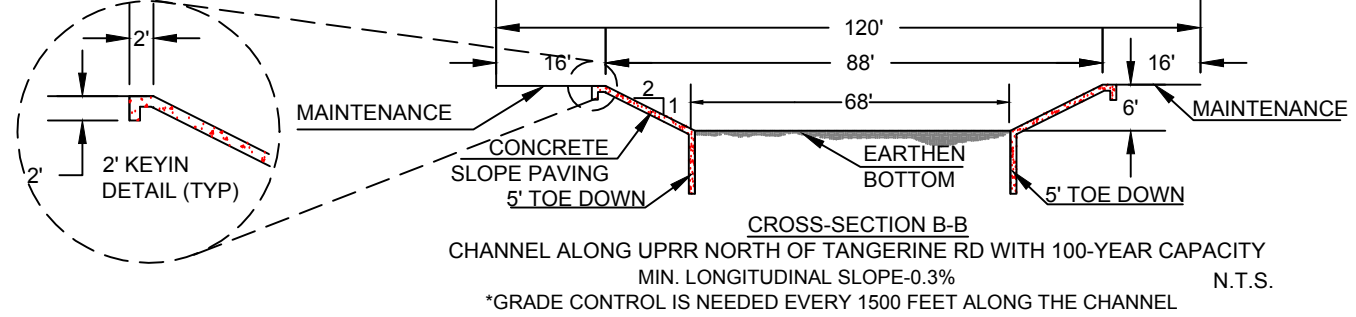 120'
2'
16'
88'
16'
2
1
68'
6'
MAINTENANCE
MAINTENANCE
2'
2' KEYIN
DETAIL (TYP)
CONCRETE
SLOPE PAVING
5' TOE DOWN
EARTHEN
BOTTOM
5' TOE DOWN
CROSS-SECTION B-B
CHANNEL ALONG UPRR NORTH OF TANGERINE RD WITH 100-YEAR CAPACITY
MIN. LONGITUDINAL SLOPE-0.3%
N.T.S.
*GRADE CONTROL IS NEEDED EVERY 1500 FEET ALONG THE CHANNEL